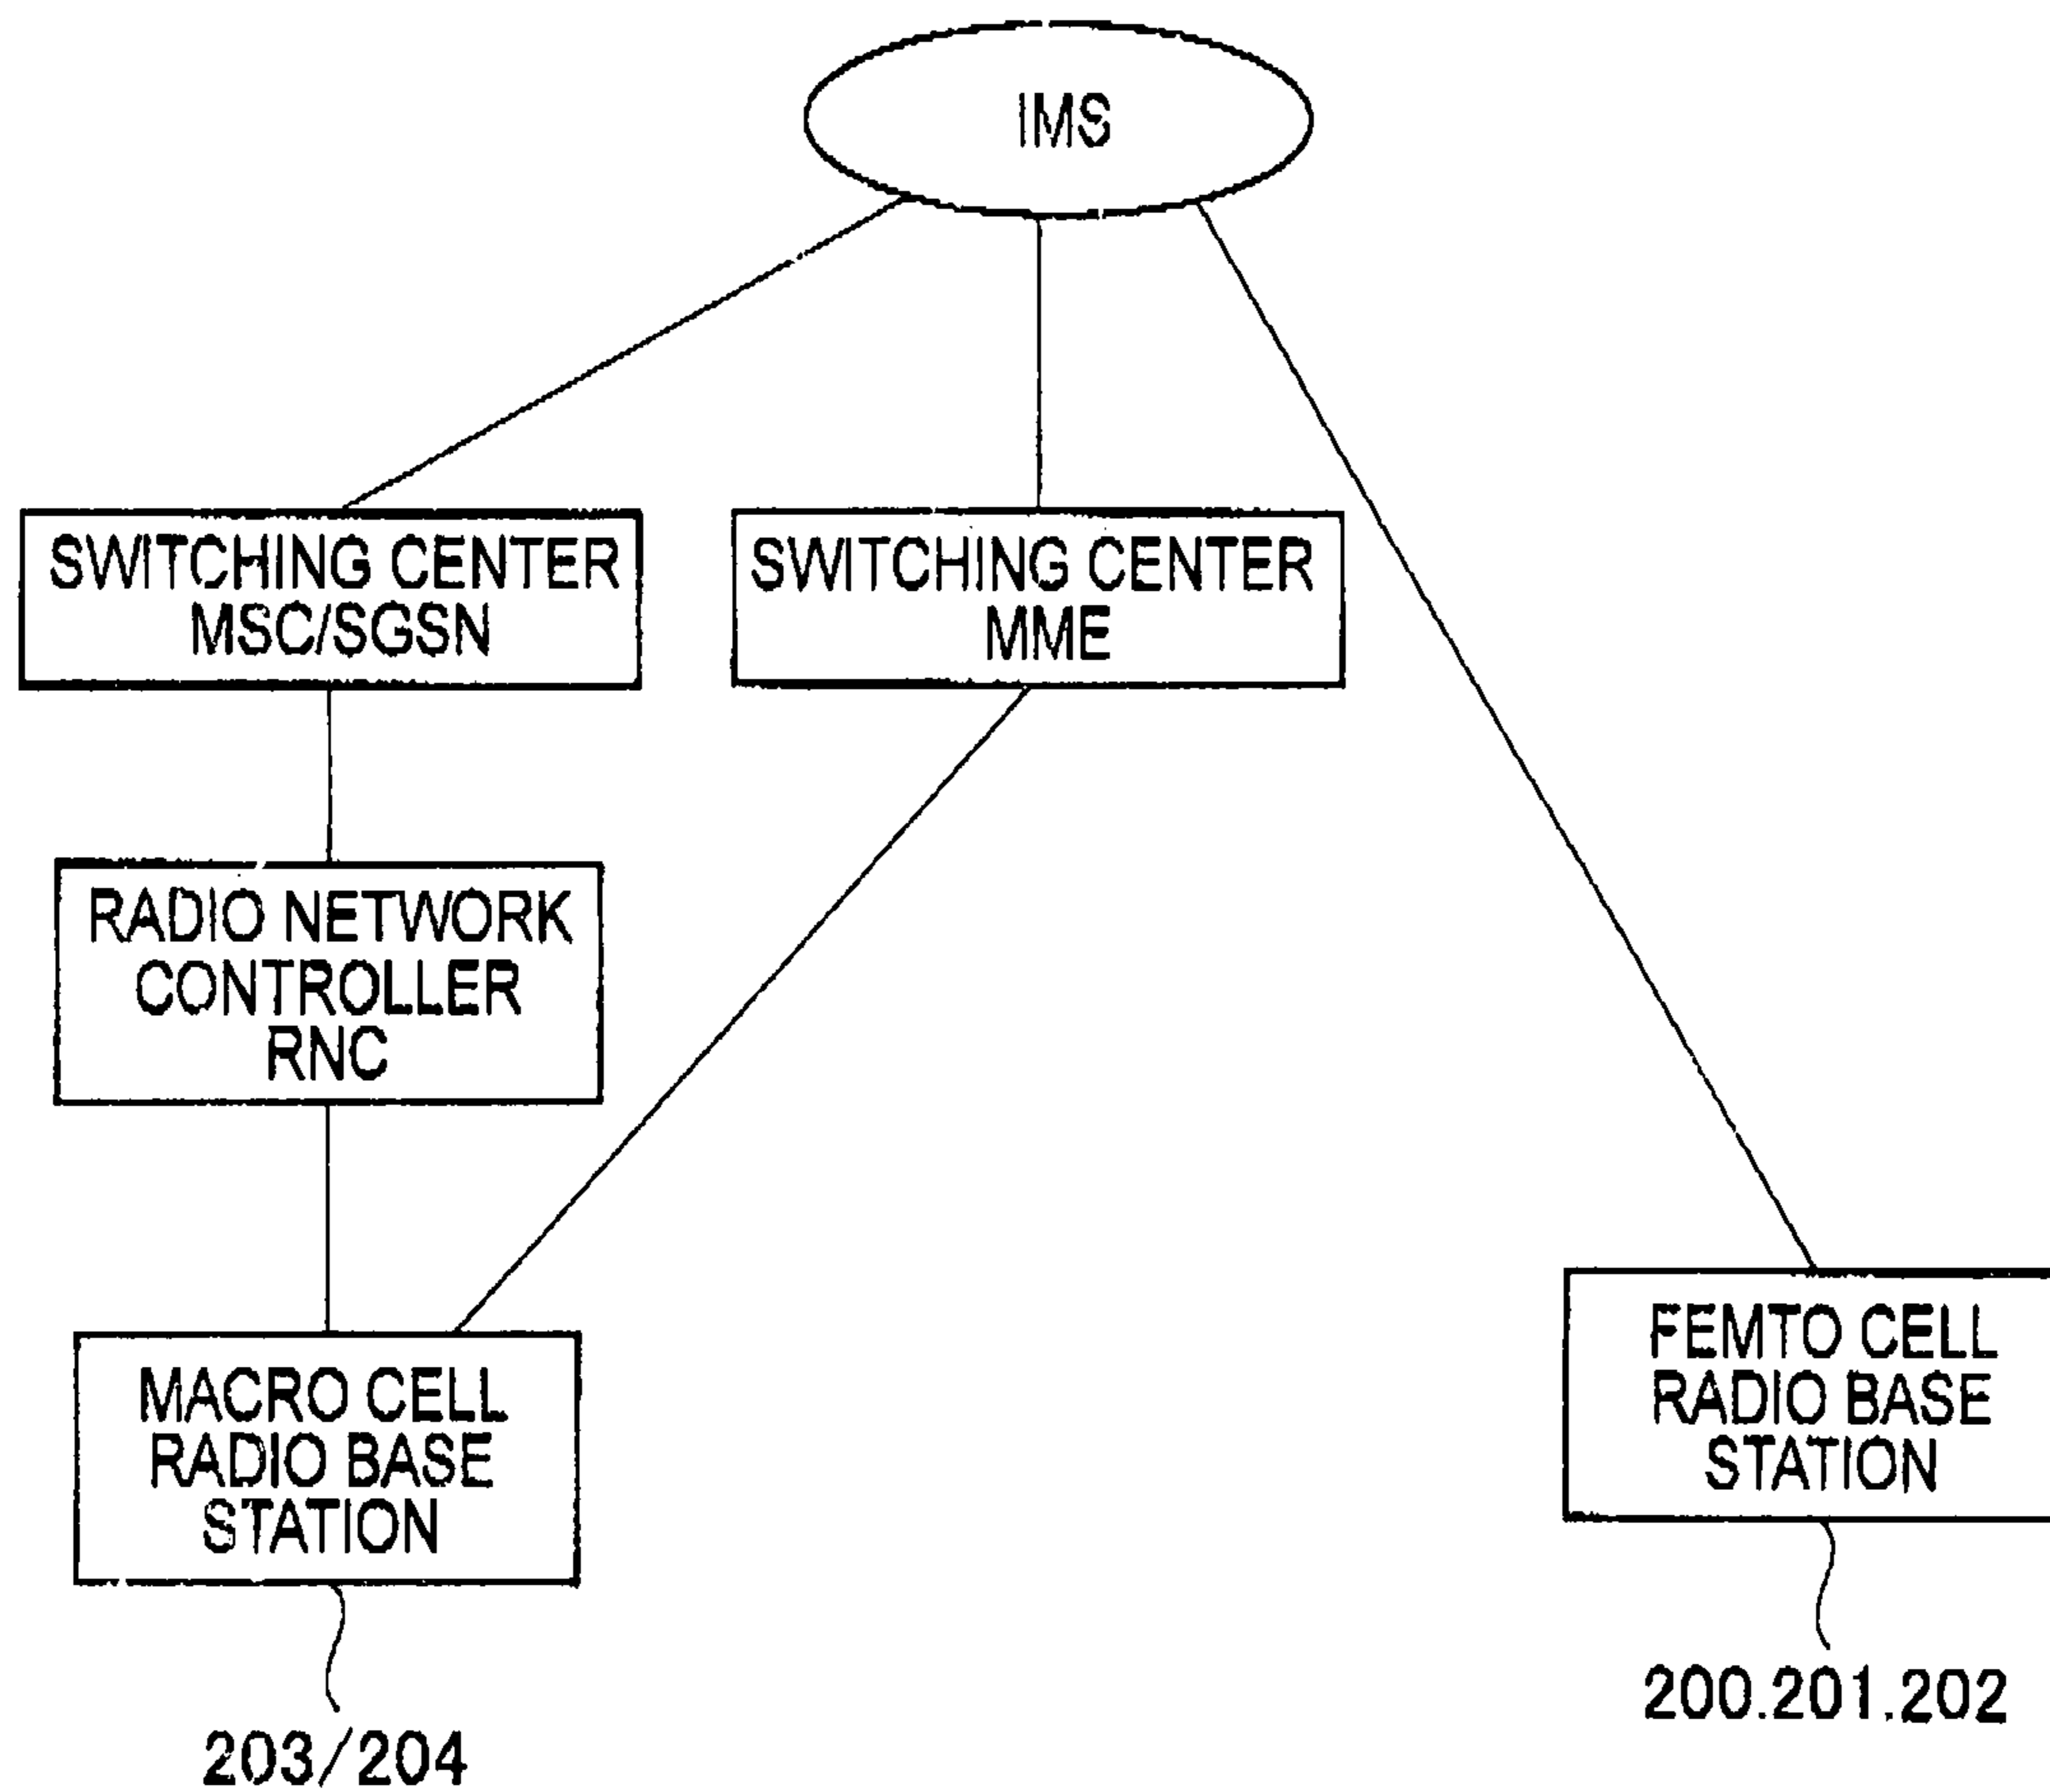 IMS
SWITCHING CENTER
MSC/SGSN
SWITCHING CENTER
MME
RADIO NETWORK
CONTROLLER
RNC
MACRO CELL
RADIO BASE
STATION
203/204
FEMTO CELL
RADIO BASE
STATION
200.201.202